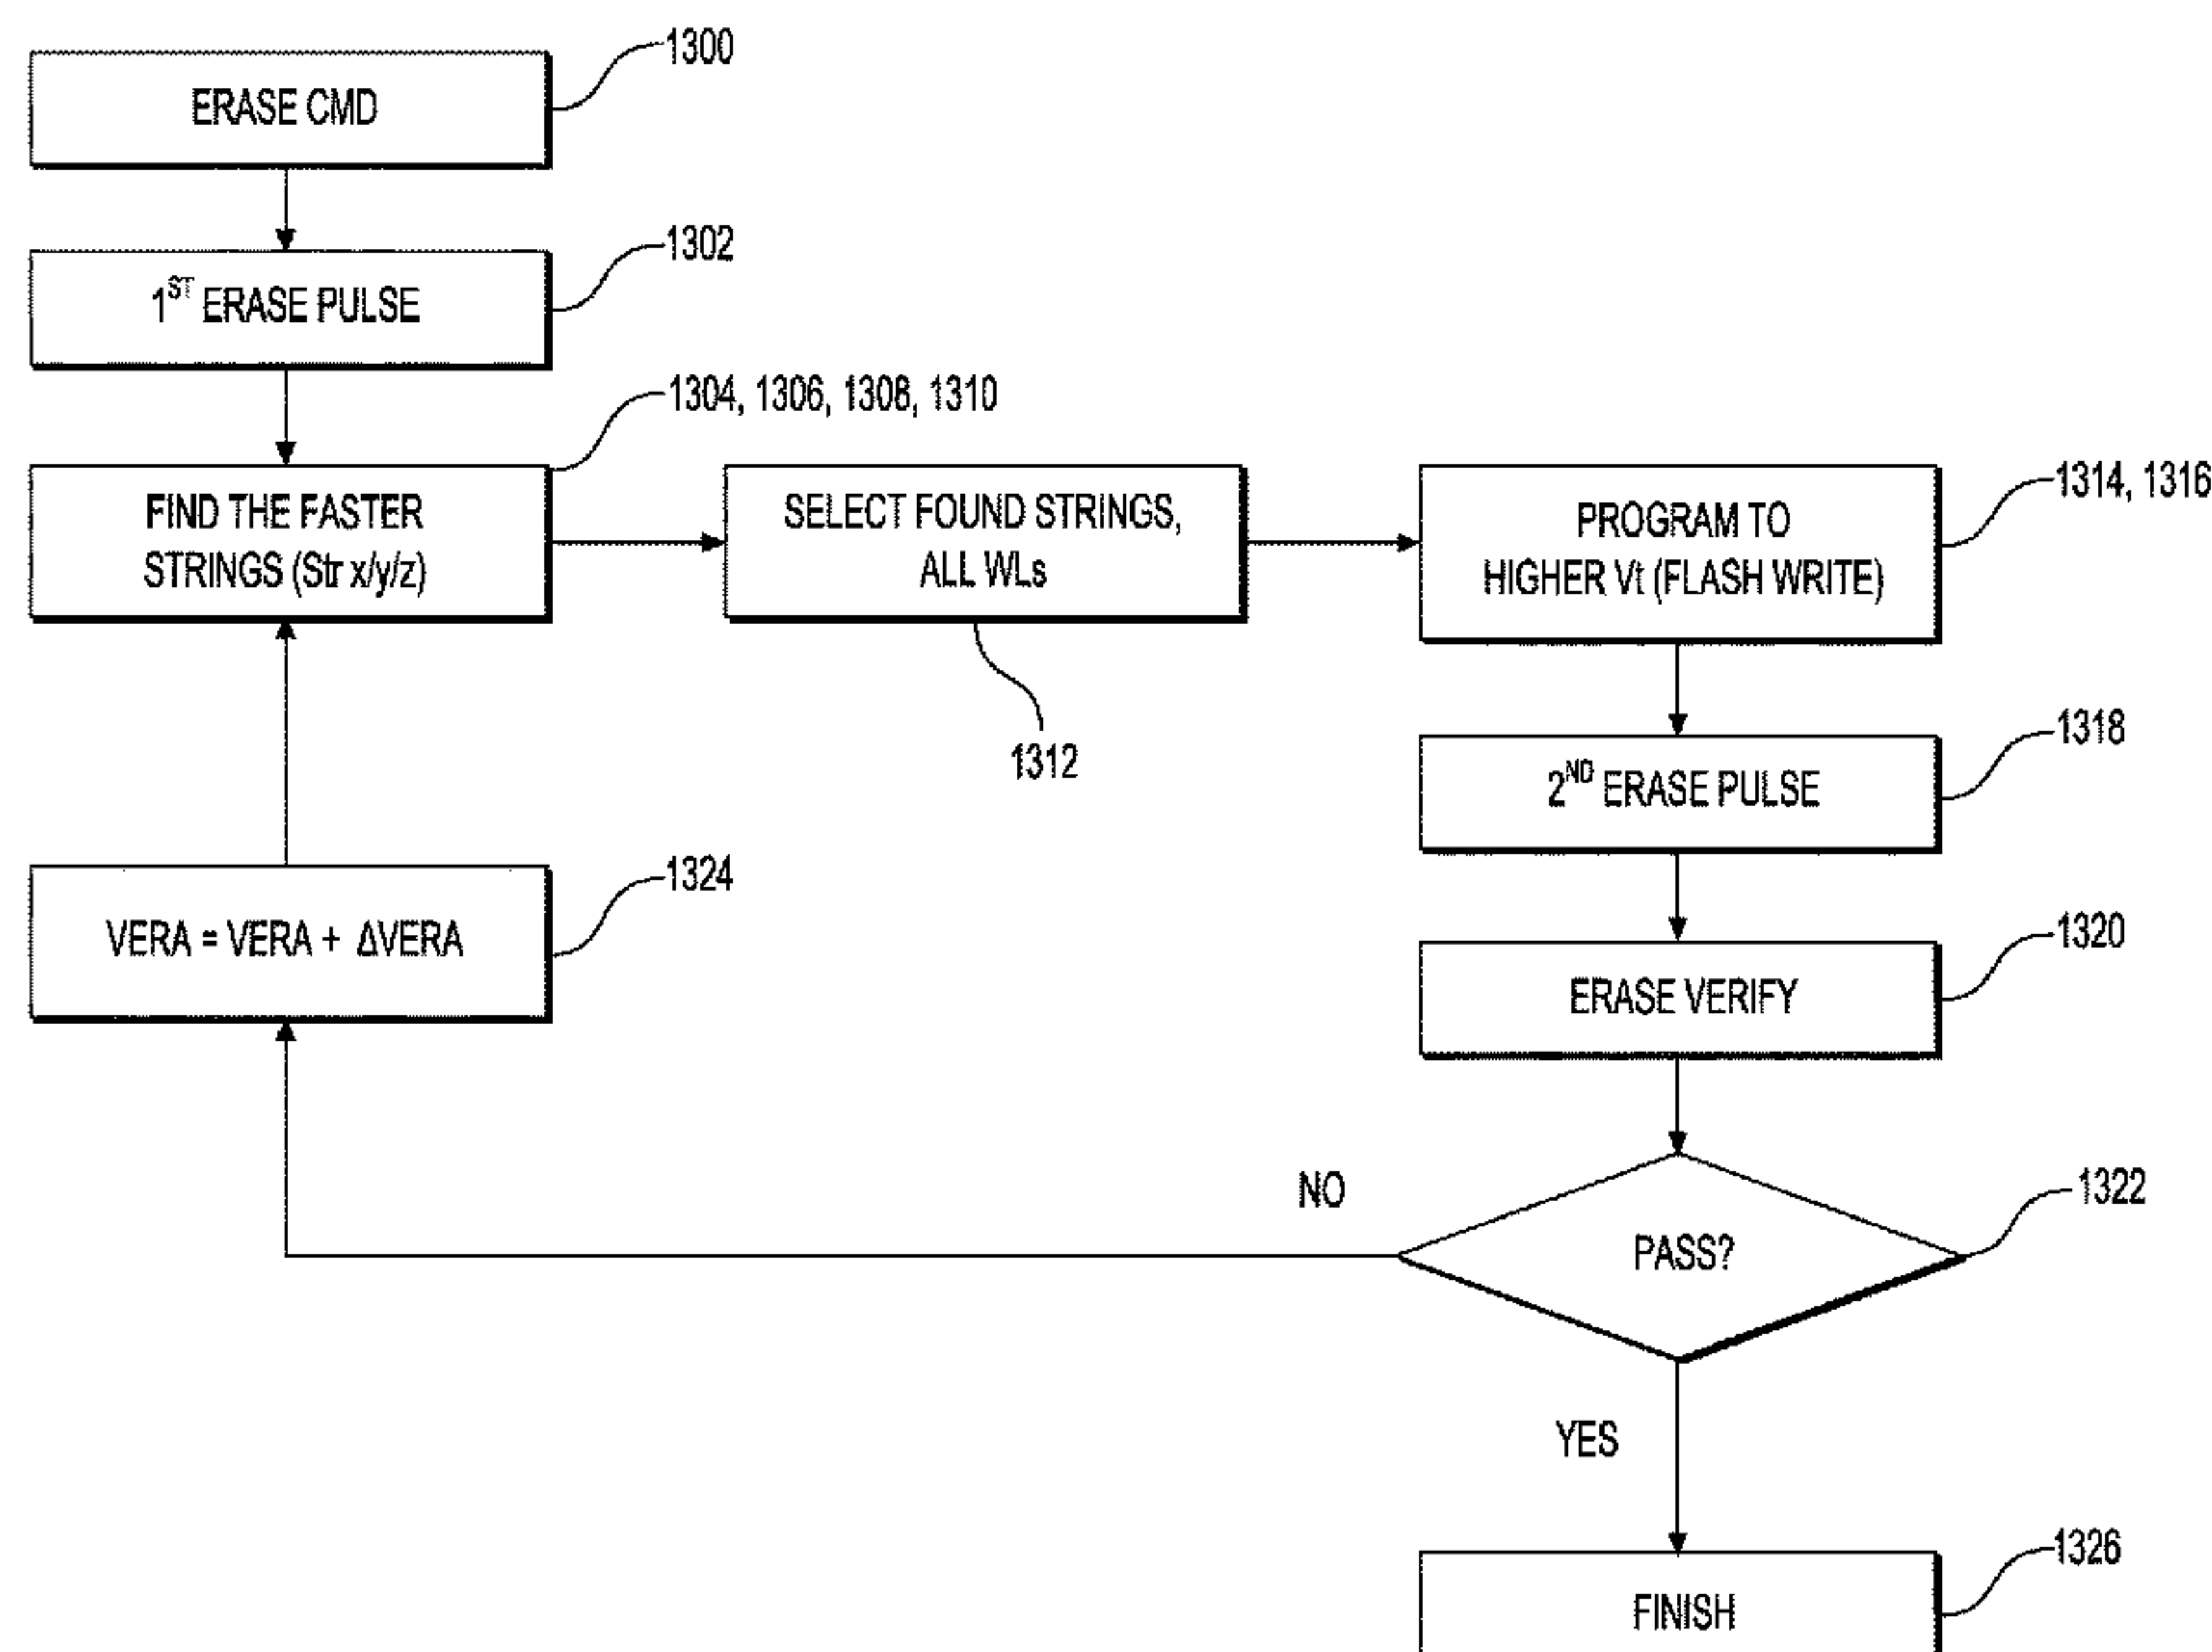 ERASE CMD
1300
1ST ERASE PULSE
1302
FIND THE FASTER
STRINGS (Str x/y/z)
1304, 1306, 1308, 1310
SELECT FOUND STRINGS,
ALL WLs
1312
PROGRAM TO
HIGHER Vt (FLASH WRITE)
1314, 1316
2ND ERASE PULSE
1318
ERASE VERIFY
1320
PASS?
1322
NO
VERA = VERA + ΔVERA
1324
YES
FINISH
1326